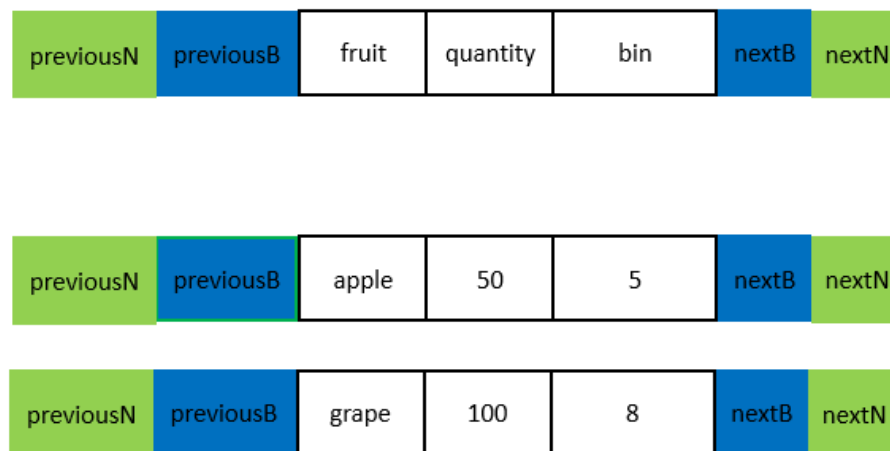 previousN previousB fruit quantity bin nextB nextN
previousN previousB apple 50 5 nextB nextN
previousN previousB grape 100 8 nextB nextN